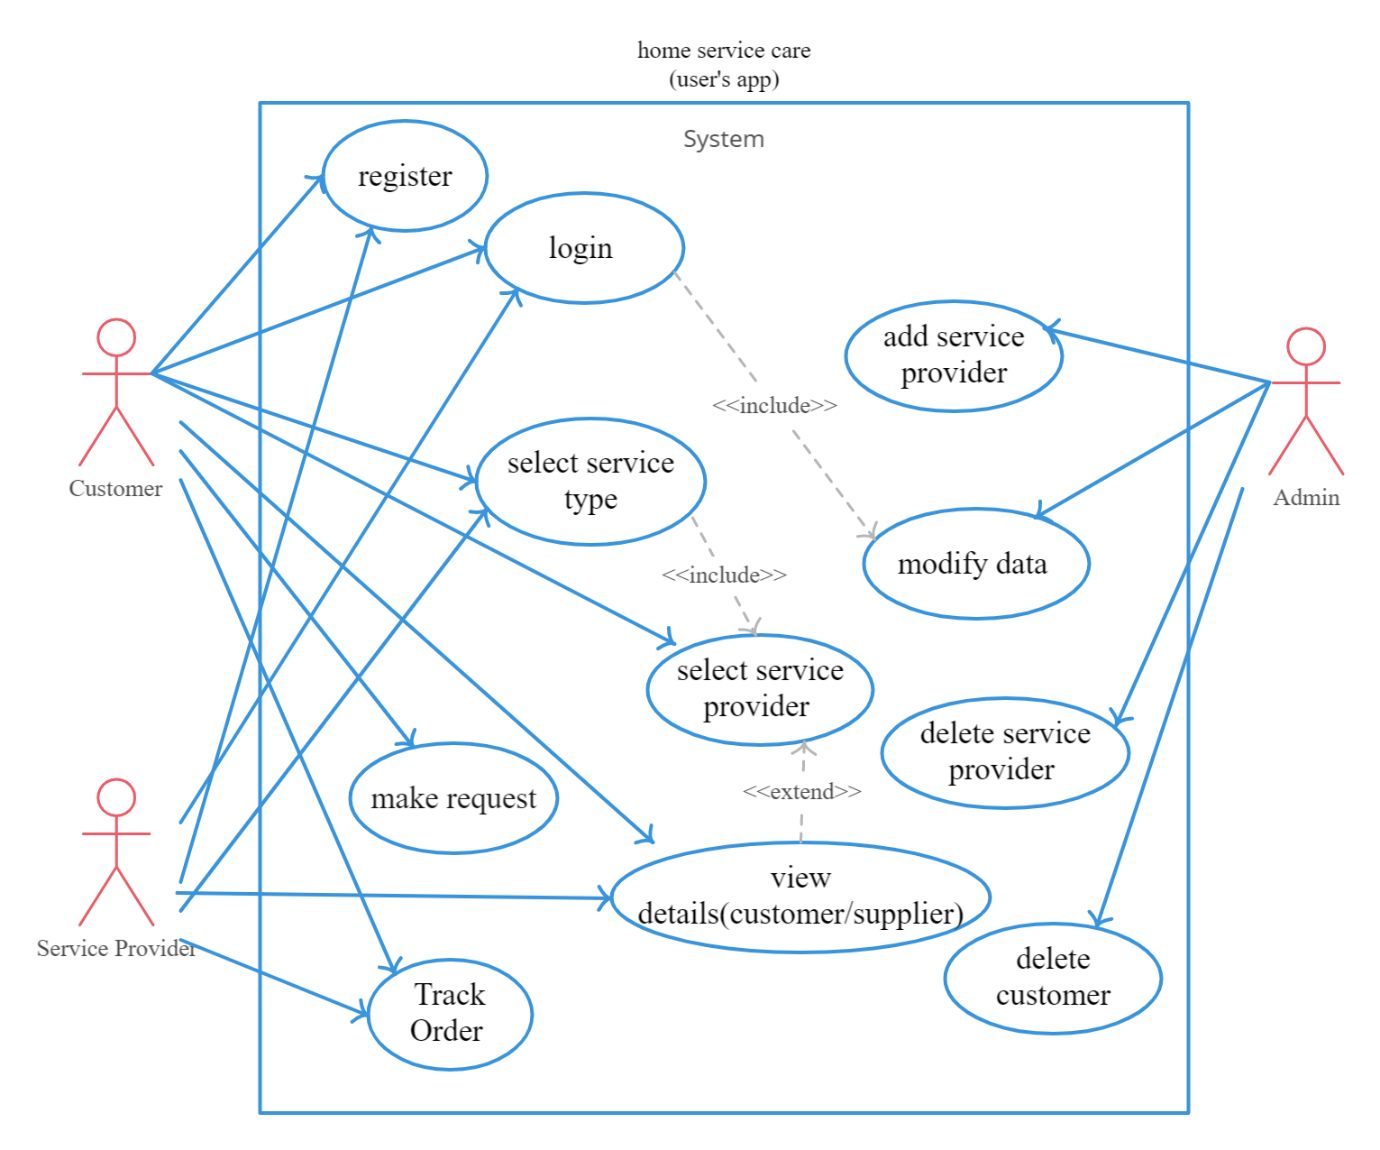 home service care
(user's app)
System
register
login
add service
provider
<<include>>
select service
type
Customer
Admin
modify data
<<include>>
select service
provider
delete service
provider
make request
<<extend>>
view
details(customer/supplier)
Service Provider
delete
customer
Track
Order